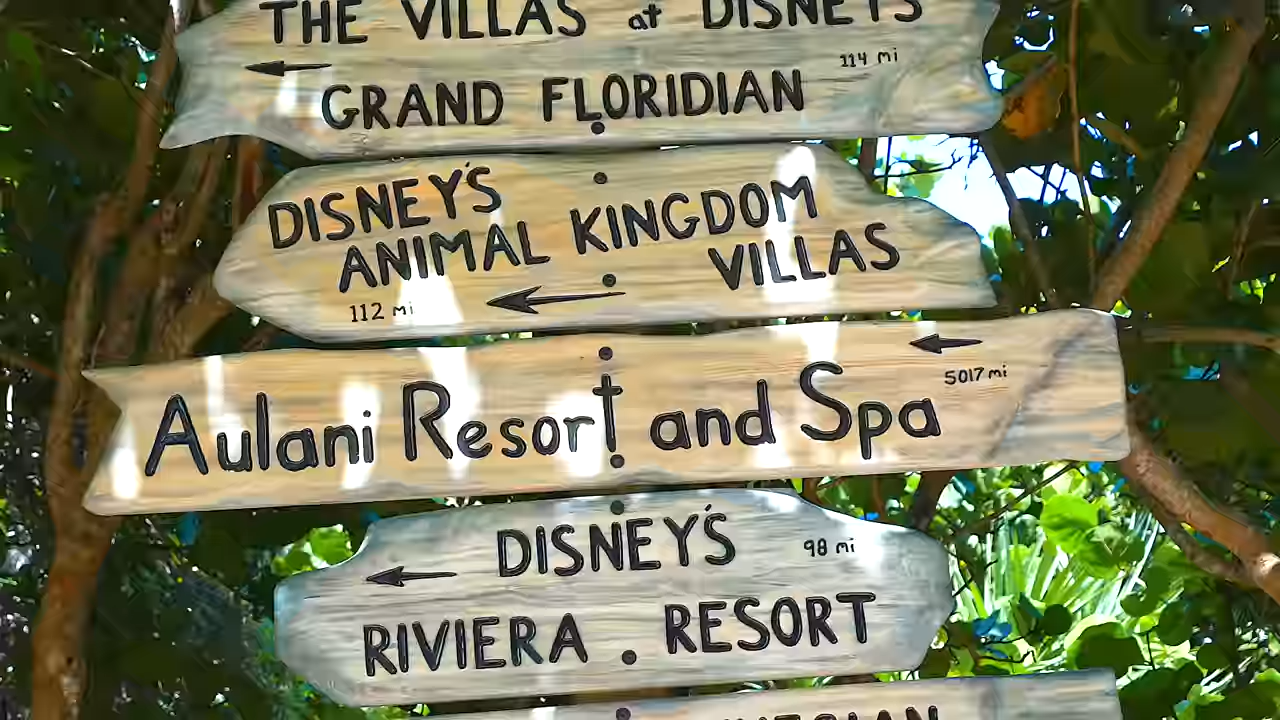 THE VILLAS at DISNEY'S
114 mi
GRAND FLORIDIAN
DISNEY'S
ANIMAL KINGDOM
VILLAS
112 mi
5017 mi
Aulani Resort and Spa
DISNEY'S
98 mi
RIVIERA RESORT